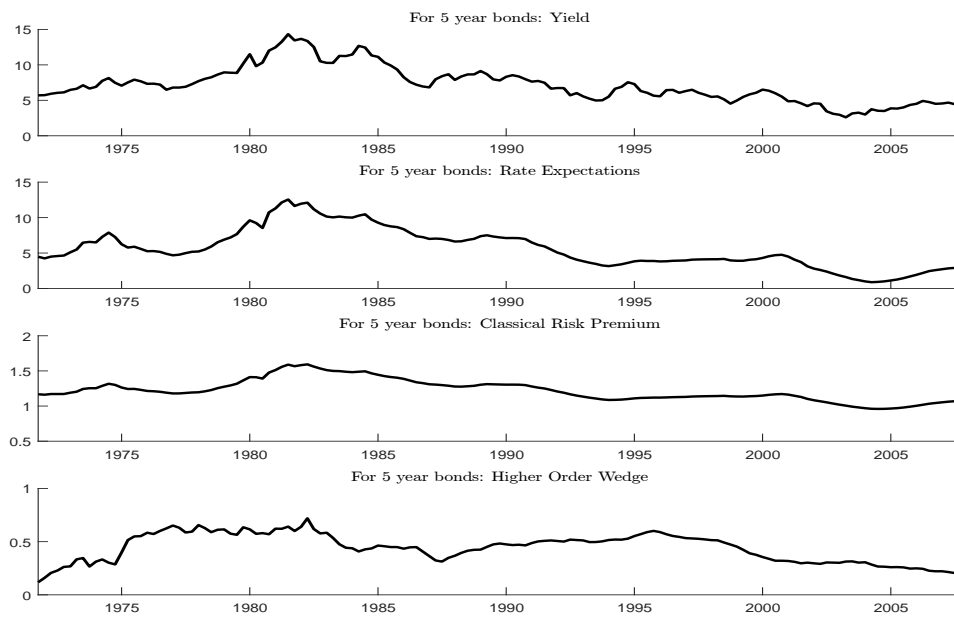 For 5 year bonds: Yield
15
10
5
0
1975 1980 1985 1990 1995 2000 2005
For 5 year bonds: Rate Expectations
15
10
5
0
1975 1980 1985 1990 1995 2000 2005
For 5 year bonds: Classical Risk Premium
2
1.5
1
0.5
1975 1980 1985 1990 1995 2000 2005
For 5 year bonds: Higher Order Wedge
1
0.5
0
1975 1980 1985 1990 1995 2000 2005